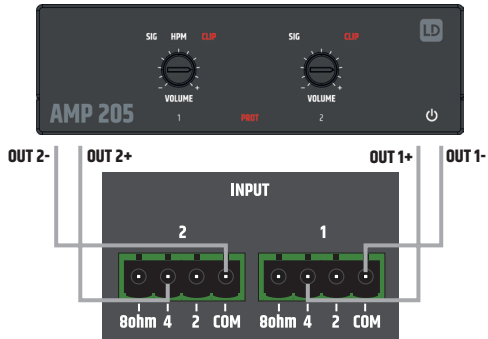 SIG HPM CLIP SIG CLIP
LD
VOLUME VOLUME
AMP 205 1 PROT 2
OUT 2- OUT 2+ OUT 1+ OUT 1-
INPUT
2 1
8ohm 4 2 COM 8ohm 4 2 COM